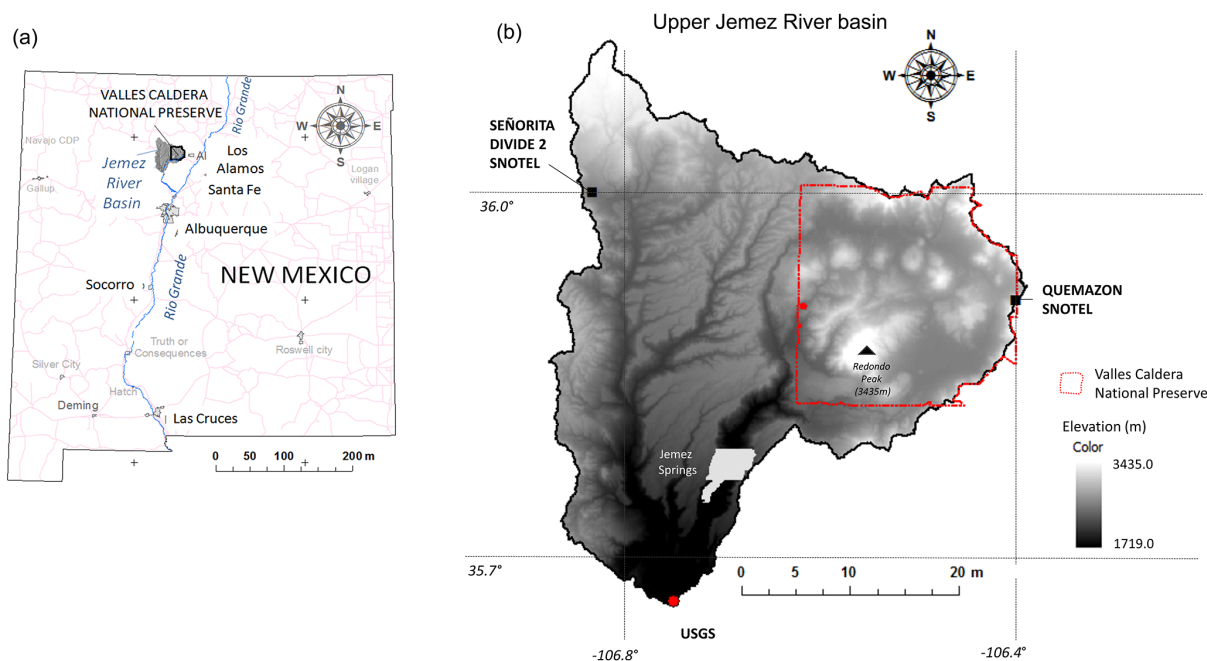 (a)
VALLES CALDERA
NATIONAL PRESERVE
Rio Grande
N
W
E
S
Navajo CDP
Al
Los
Alamos
Jemez
River
Basin
Gallup
Santa Fe
Logan
village
Albuquerque
NEW MEXICO
Socorro
Rio Grande
Truth or
Consequences
Roswell city
Silver City
Hatch
Deming
Las Cruces
0 50 100 200 m
(b)
Upper Jemez River basin
N
W
E
S
SEÑORITA
DIVIDE 2
SNOTEL
36.0°
QUEMAZON
SNOTEL
Redondo
Peak
(3435m)
Valles Caldera
National Preserve
Elevation (m)
Color
3435.0
1719.0
Jemez
Springs
35.7°
0 5 10 20 m
USGS
-106.8°
-106.4°